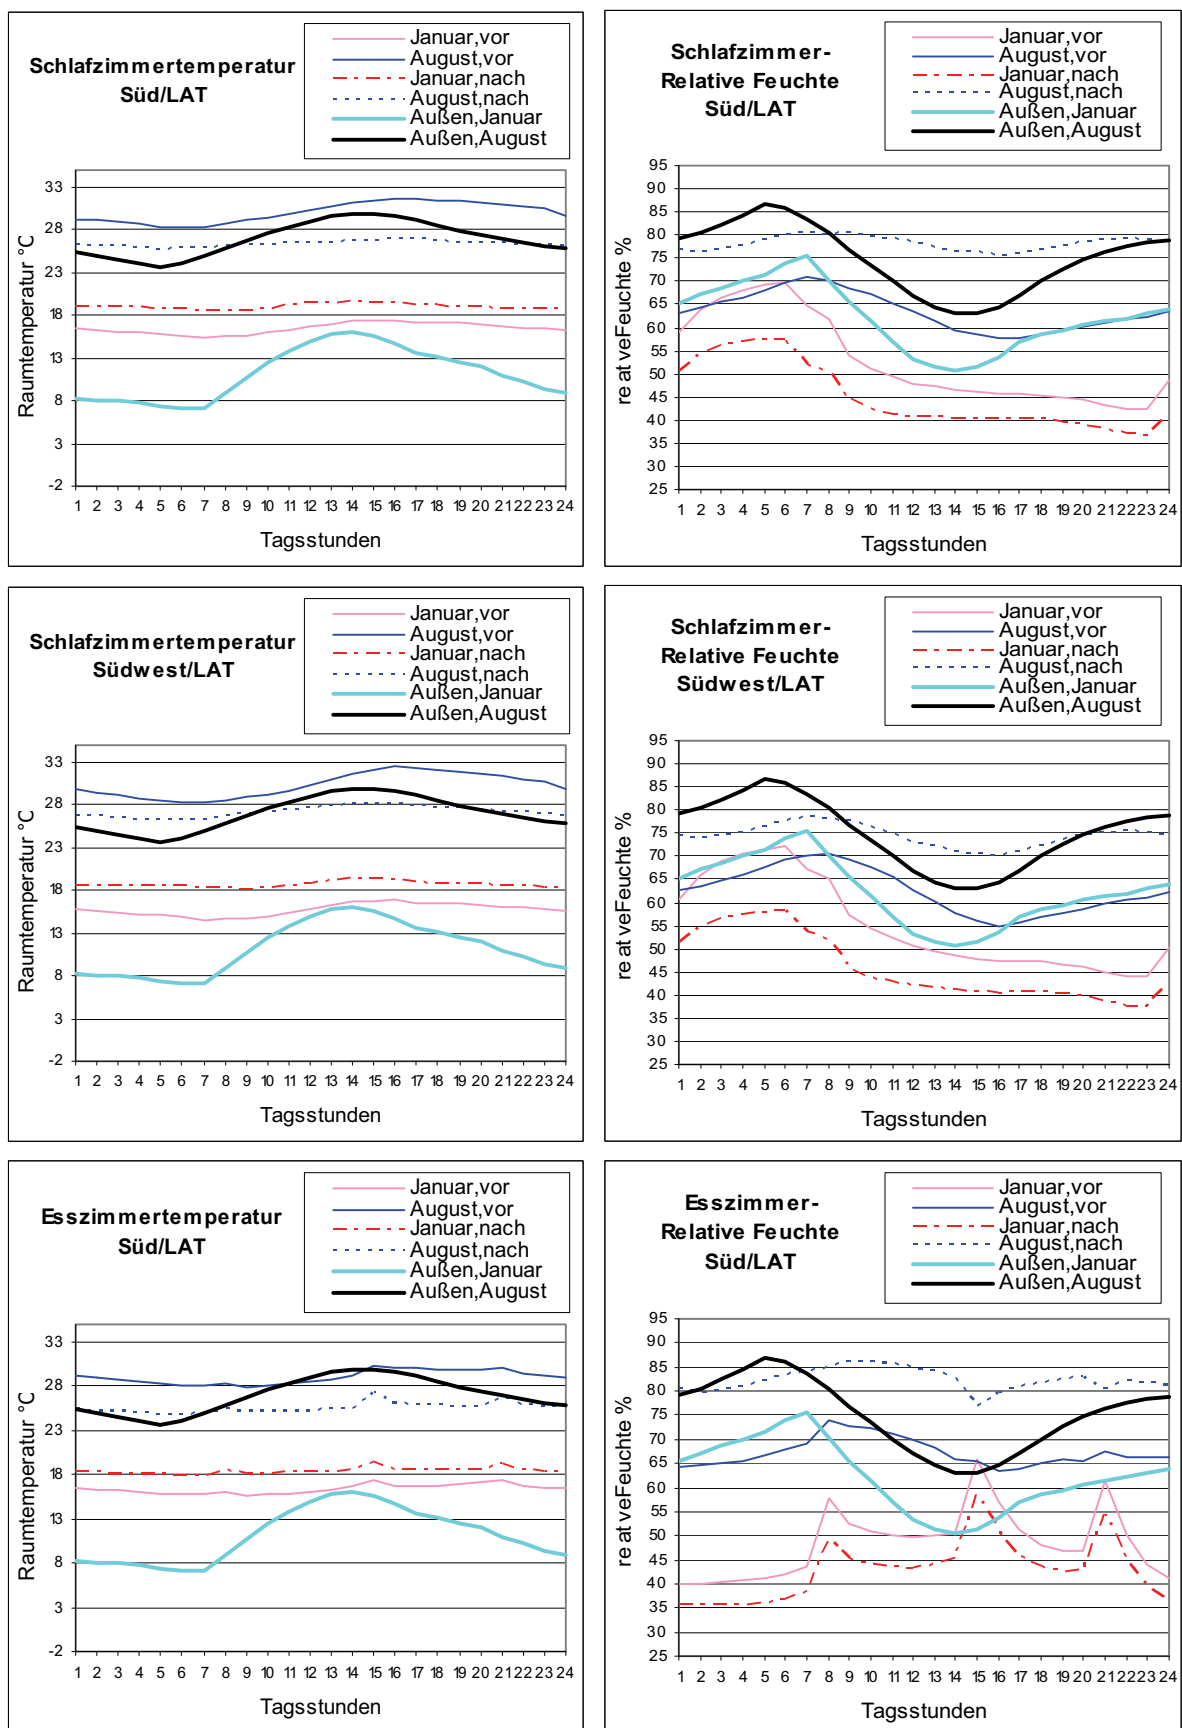 Schlafzimmertemperatur
Süd/LAT
Januar,vor
August,vor
Januar,nach
August,nach
Außen,Januar
Außen,August
Raumtemperatur °C
33
28
23
18
13
8
3
-2
1 2 3 4 5 6 7 8 9 10 11 12 13 14 15 16 17 18 19 20 21 22 23 24
Tagsstunden
Schlafzimmer-
Relative Feuchte
Süd/LAT
Januar,vor
August,vor
Januar,nach
August,nach
Außen,Januar
Außen,August
re at veFeuchte %
95
90
85
80
75
70
65
60
55
50
45
40
35
30
25
1 2 3 4 5 6 7 8 9 10 11 12 13 14 15 16 17 18 19 20 21 22 23 24
Tagsstunden
Schlafzimmertemperatur
Südwest/LAT
Januar,vor
August,vor
Januar,nach
August,nach
Außen,Januar
Außen,August
Raumtemperatur °C
33
28
23
18
13
8
3
-2
1 2 3 4 5 6 7 8 9 10 11 12 13 14 15 16 17 18 19 20 21 22 23 24
Tagsstunden
Schlafzimmer-
Relative Feuchte
Südwest/LAT
Januar,vor
August,vor
Januar,nach
August,nach
Außen,Januar
Außen,August
re at veFeuchte %
95
90
85
80
75
70
65
60
55
50
45
40
35
30
25
1 2 3 4 5 6 7 8 9 10 11 12 13 14 15 16 17 18 19 20 21 22 23 24
Tagsstunden
Esszimmertemperatur
Süd/LAT
Januar,vor
August,vor
Januar,nach
August,nach
Außen,Januar
Außen,August
Raumtemperatur °C
33
28
23
18
13
8
3
-2
1 2 3 4 5 6 7 8 9 10 11 12 13 14 15 16 17 18 19 20 21 22 23 24
Tagsstunden
Esszimmer-
Relative Feuchte
Süd/LAT
Januar,vor
August,vor
Januar,nach
August,nach
Außen,Januar
Außen,August
re at veFeuchte %
95
90
85
80
75
70
65
60
55
50
45
40
35
30
25
1 2 3 4 5 6 7 8 9 10 11 12 13 14 15 16 17 18 19 20 21 22 23 24
Tagsstunden